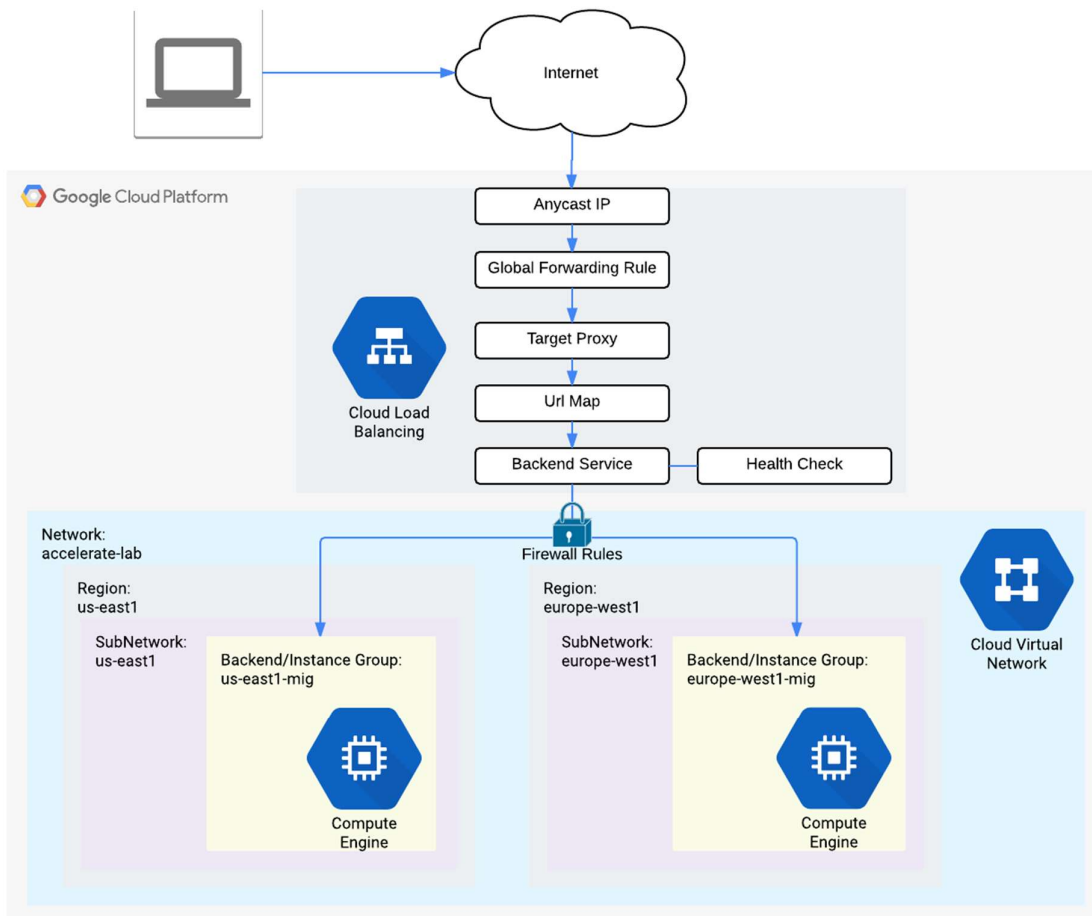 Internet
Google Cloud Platform
Anycast IP
Global Forwarding Rule
Target Proxy
Url Map
Cloud Load
Balancing
Backend Service
Health Check
Network:
accelerate-lab
Firewall Rules
Region:
us-east1
SubNetwork:
us-east1
Backend/Instance Group:
us-east1-mig
Compute
Engine
Region:
europe-west1
SubNetwork:
europe-west1
Backend/Instance Group:
europe-west1-mig
Compute
Engine
Cloud Virtual
Network